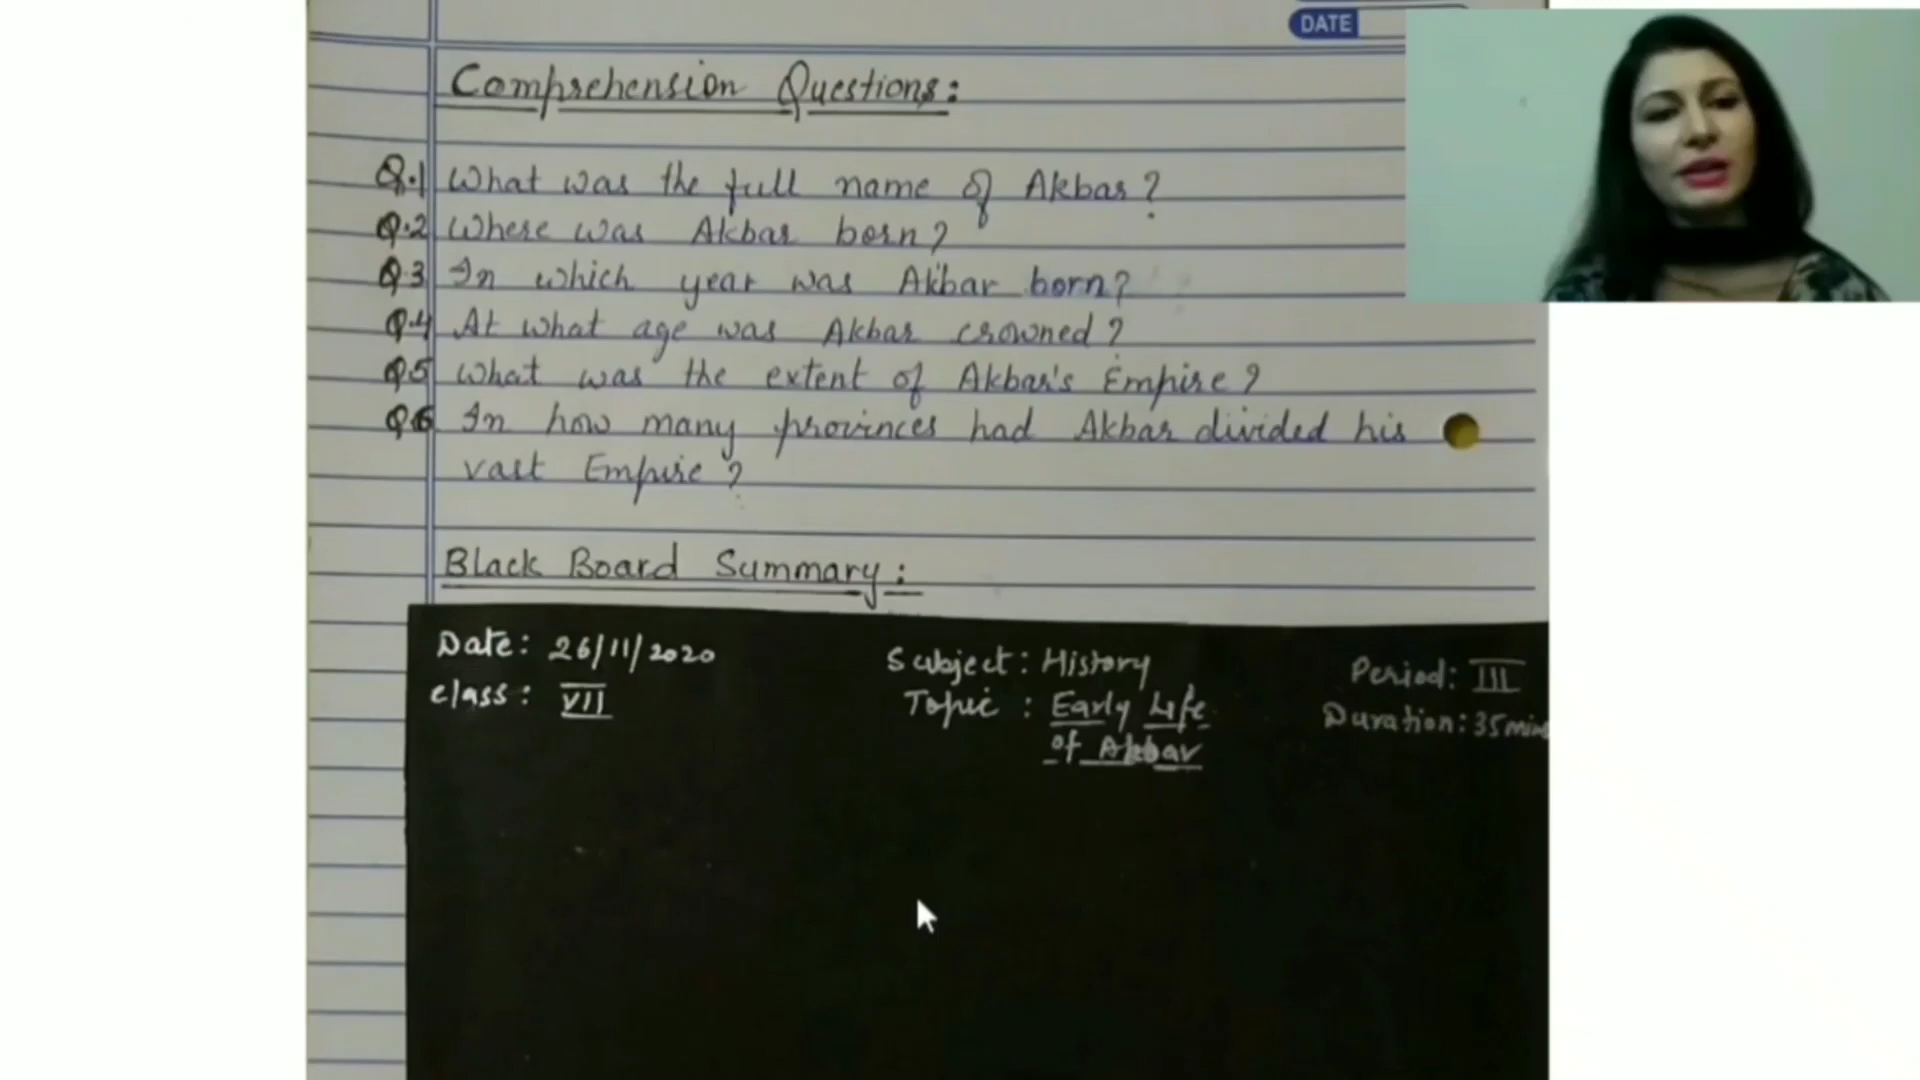 DATE
Comprehension Questions:
Q.1 What was the full name of Akbar?
Q.2 Where was Akbar born?
Q.3 In which year was Akbar born?
Q.4 At what age was Akbar crowned?
Q.5 What was the extent of Akbar's Empire?
Q.6 In how many provinces had Akbar divided his
vast Empire?
Black Board Summary:
Date: 26/11/2020 Subject: History Period: III
Class: VII Topic: Early Life Duration: 35 mins
of Akbar